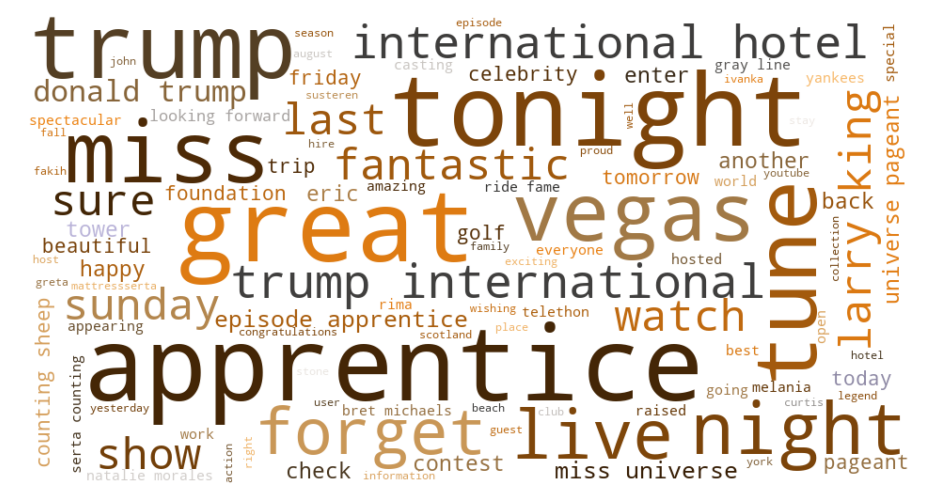 episode
trump
season
august
john
international hotel
casting
celebrity
enter
gray line
ivanka
yankees
special
friday
susteren
donald trump
looking forward
last
tonight
well
spectacular
fall
miss
trip
hire
fantastic
proud
stay
another
youtube
larry king
universe pageant
fakih
sure
foundation
eric
amazing
ride fame
tomorrow
world
back
tower
great
golf
vegas
tune
beautiful
family
everyone
hosted
collection
host
happy
exciting
greta
mattressserta
trump international
sunday
rima
wishing
telethon
watch
open
appearing
episode apprentice
congratulations
place
scotland
best
hotel
counting sheep
serta counting
apprentice
stone
going
melania
today
legend
yesterday
user
bret michaels
beach
club
raised
curtis
forget
live
night
guest
work
show
action
right
check
contest
miss universe
york
pageant
natalie morales
information